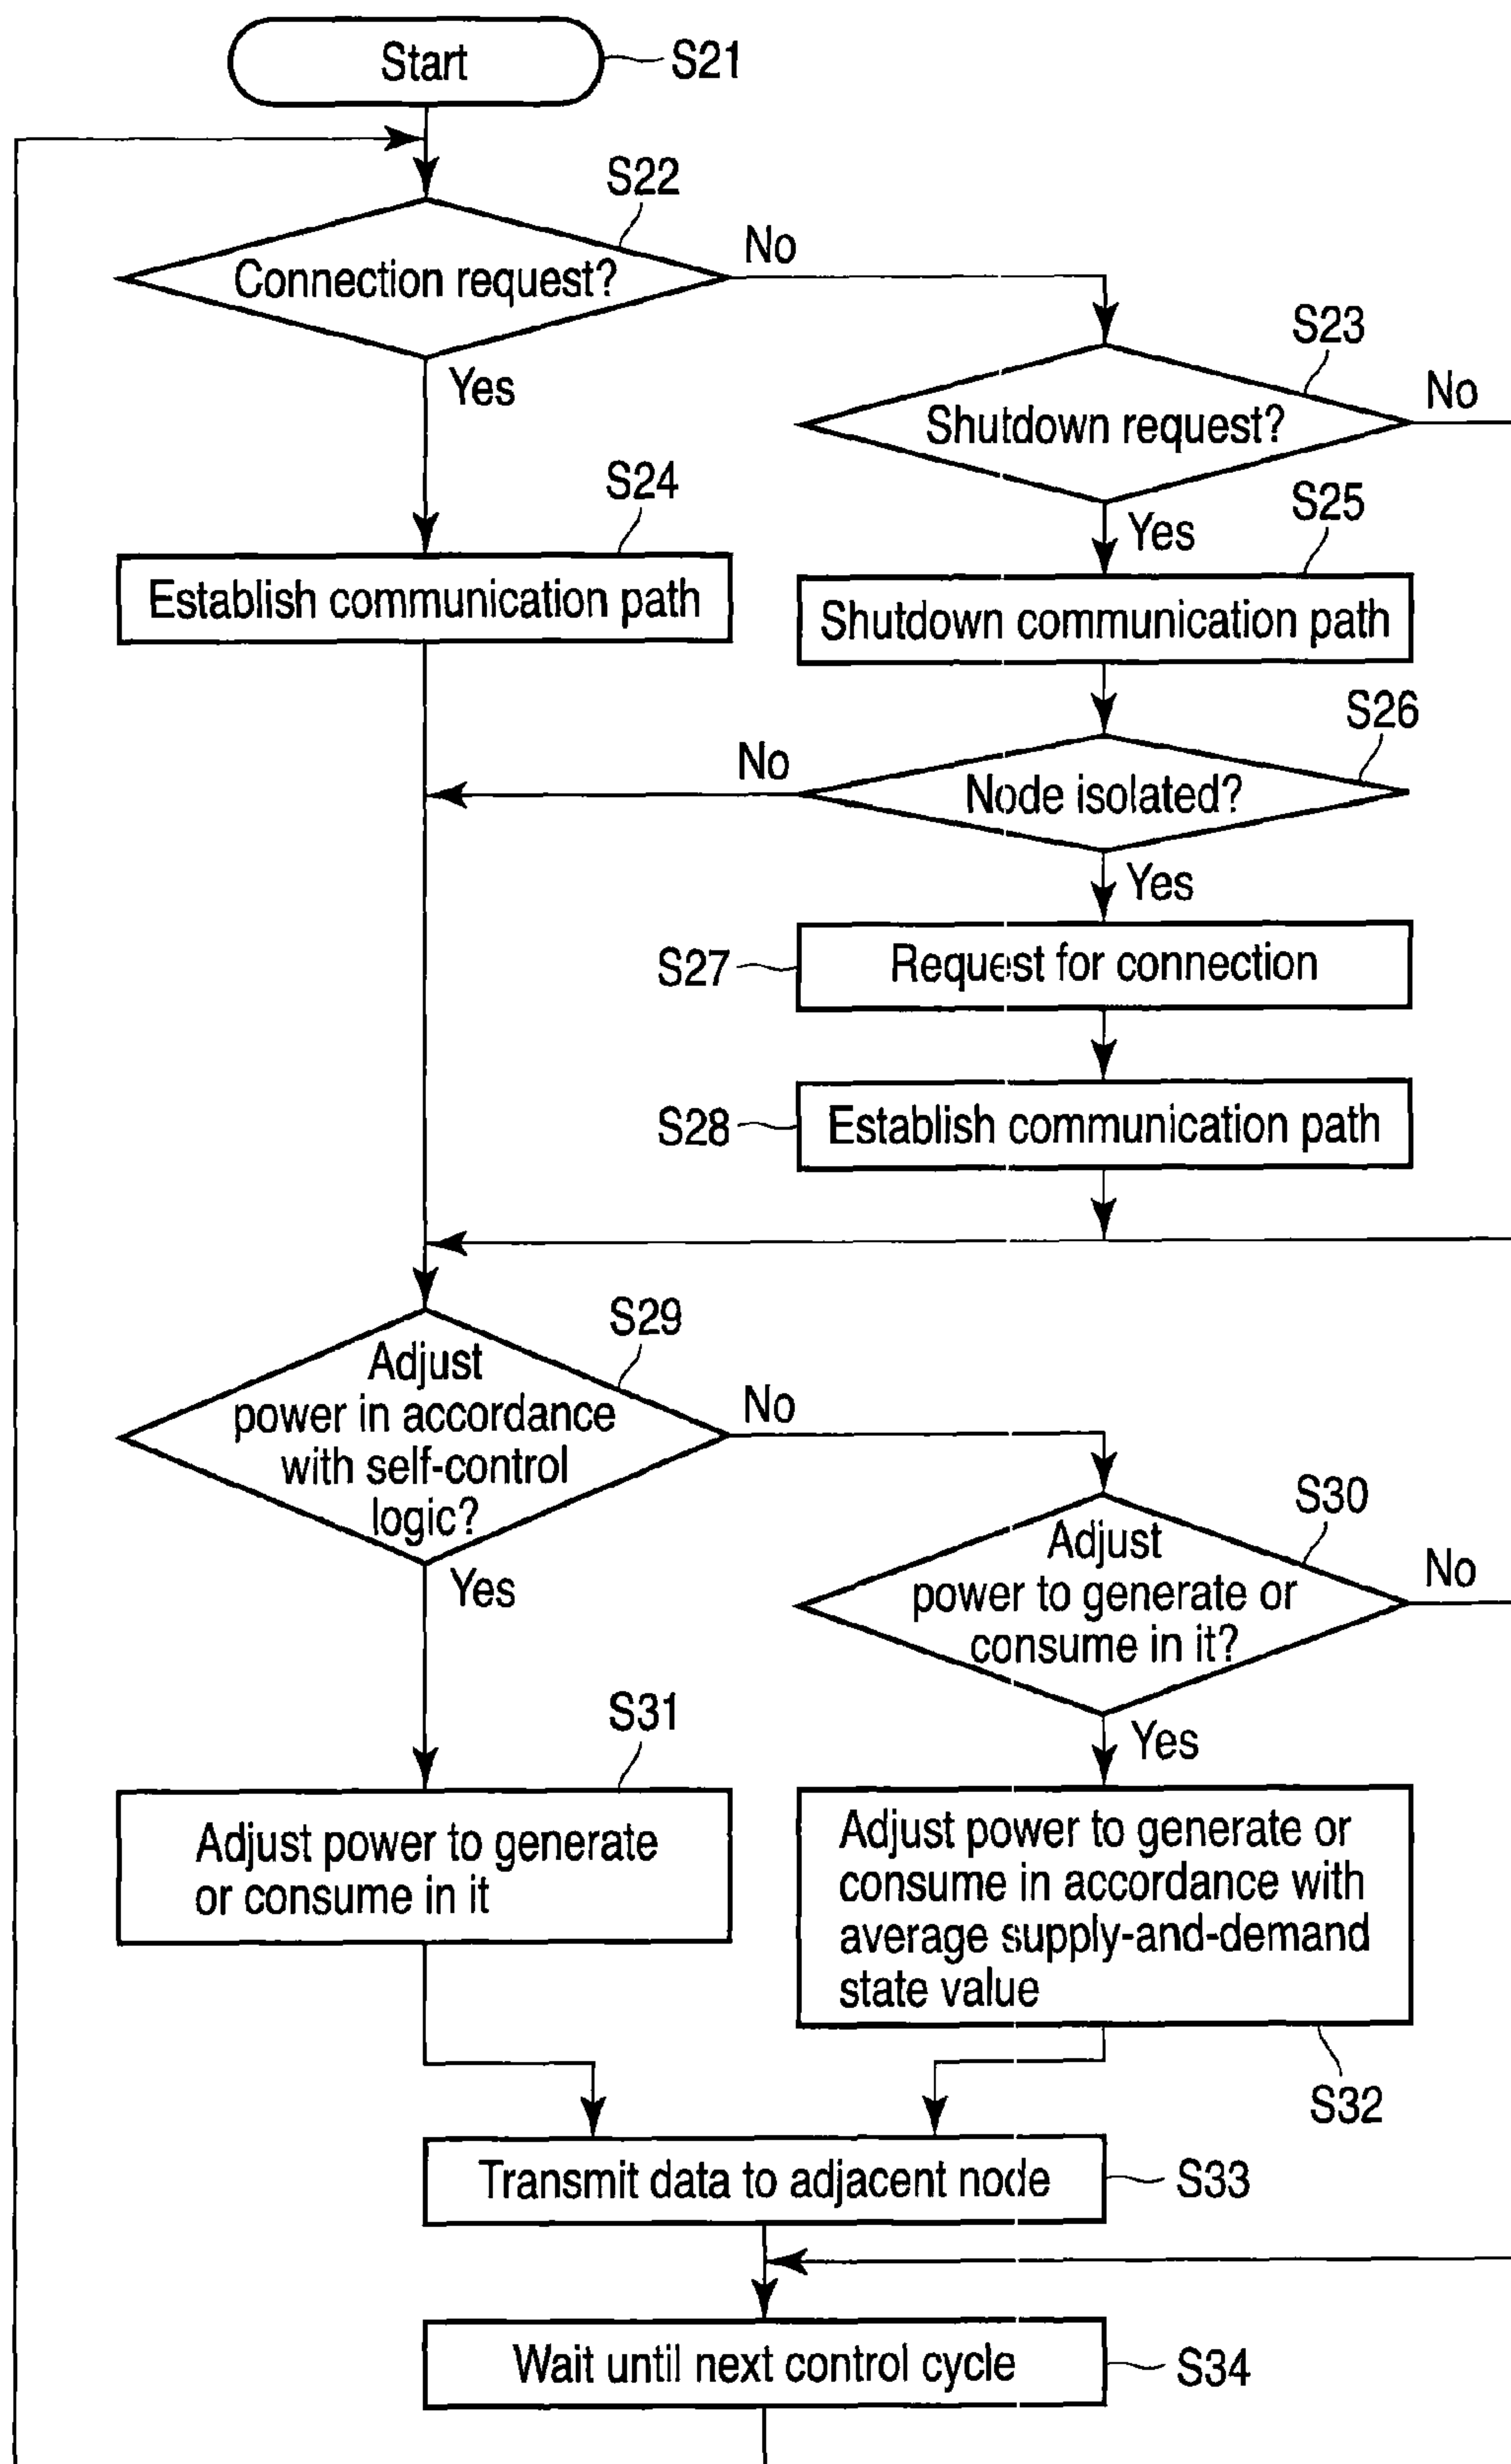 Start
S21
S22
Connection request?
No
Yes
S23
Shutdown request?
No
Yes
S24
Establish communication path
S25
Shutdown communication path
S26
Node isolated?
No
Yes
S27
Request for connection
S28
Establish communication path
S29
Adjust
power in accordance
with self-control
logic?
No
Yes
S30
Adjust
power to generate or
consume in it?
No
Yes
S31
Adjust power to generate
or consume in it
Adjust power to generate or
consume in accordance with
average supply-and-demand
state value
S32
Transmit data to adjacent node
S33
Wait until next control cycle
S34